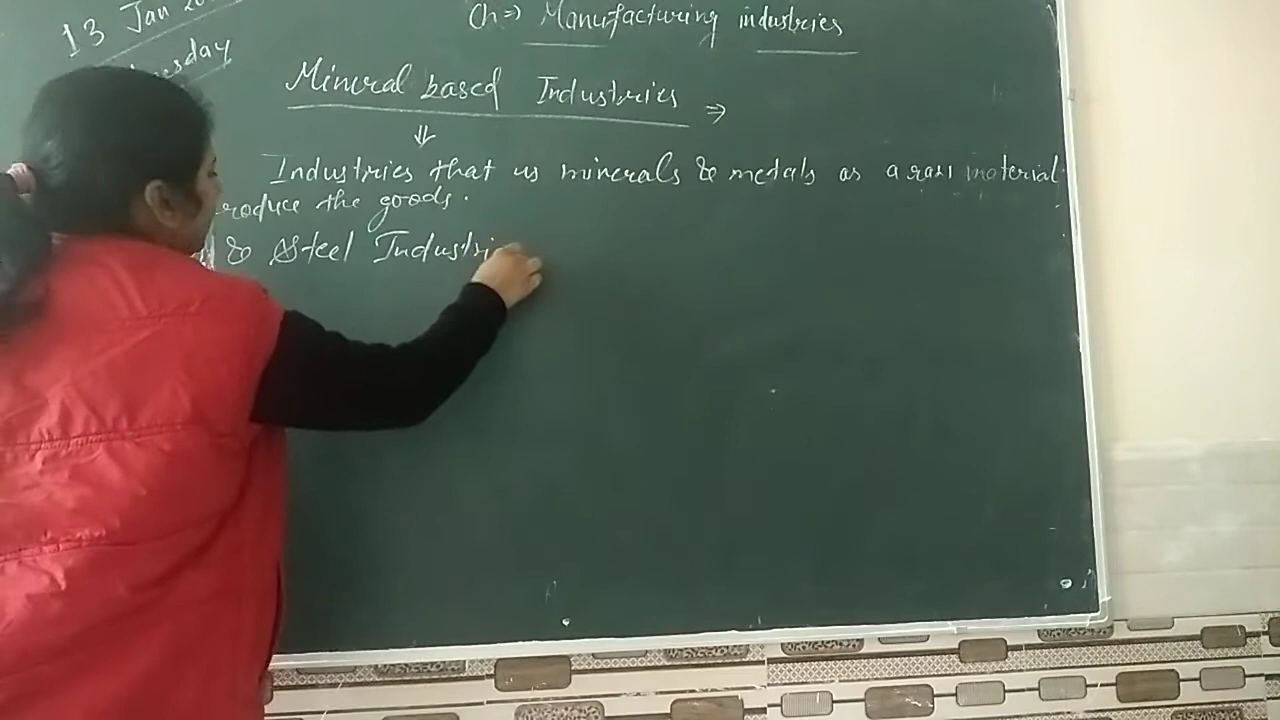 13 Jan
Ch => Manufacturing industries
Mineral based Industries =>
Industries that us minerals & metals as a raw material
roduce the goods.
& Steel Industri